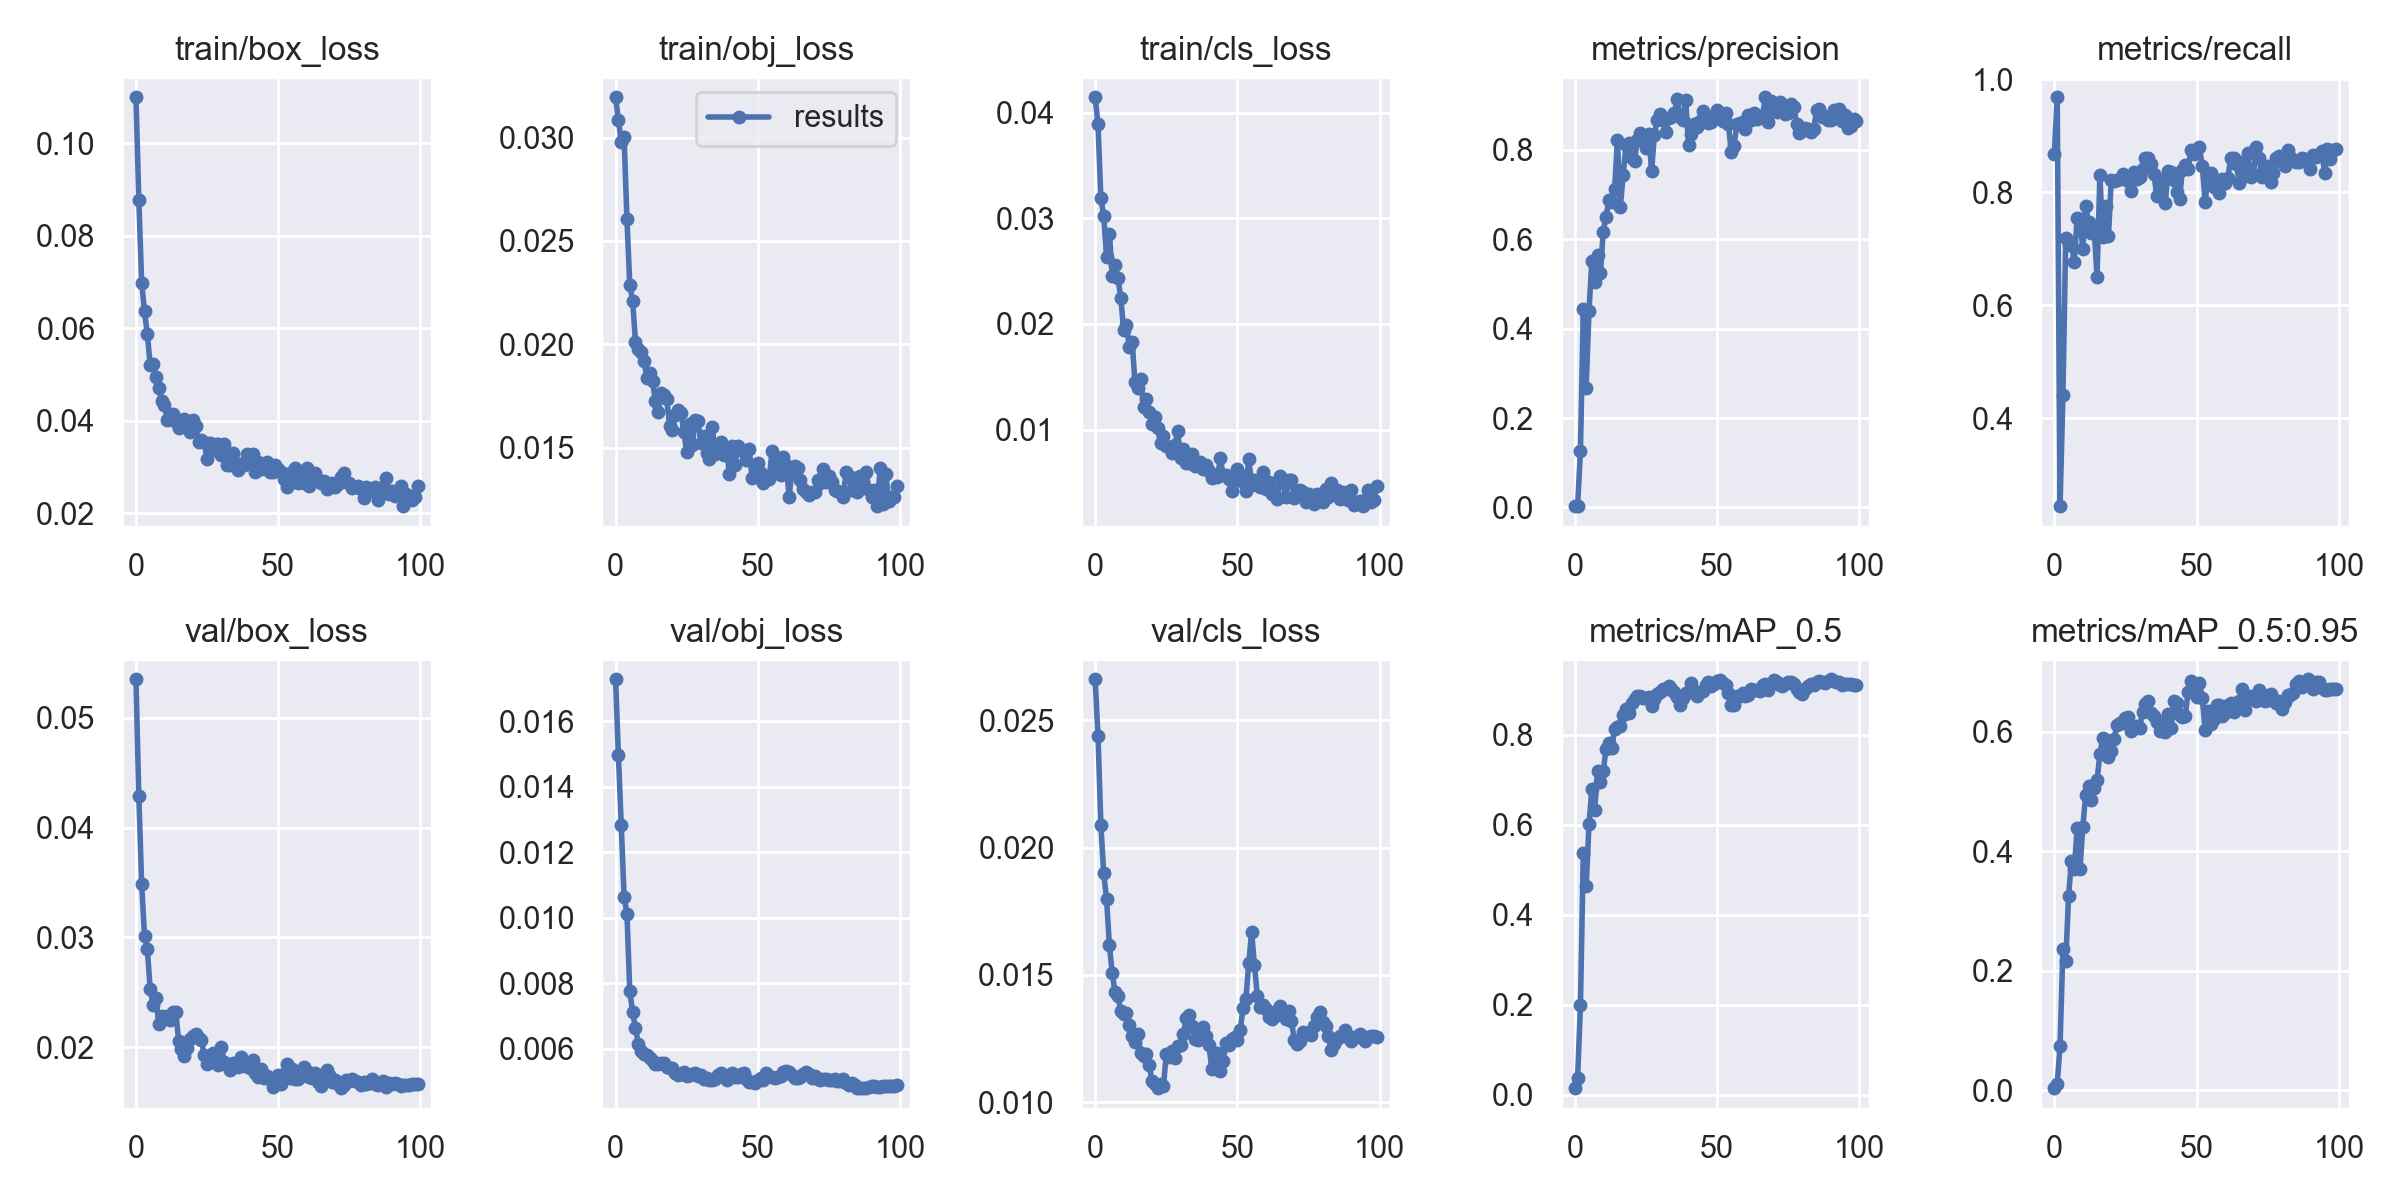 train/box_loss
0.10
0.08
0.06
0.04
0.02
0 50 100
train/obj_loss
results
0.030
0.025
0.020
0.015
0 50 100
train/cls_loss
0.04
0.03
0.02
0.01
0 50 100
metrics/precision
0.8
0.6
0.4
0.2
0.0
0 50 100
metrics/recall
1.0
0.8
0.6
0.4
0 50 100
val/box_loss
0.05
0.04
0.03
0.02
0 50 100
val/obj_loss
0.016
0.014
0.012
0.010
0.008
0.006
0 50 100
val/cls_loss
0.025
0.020
0.015
0.010
0 50 100
metrics/mAP_0.5
0.8
0.6
0.4
0.2
0.0
0 50 100
metrics/mAP_0.5:0.95
0.6
0.4
0.2
0.0
0 50 100